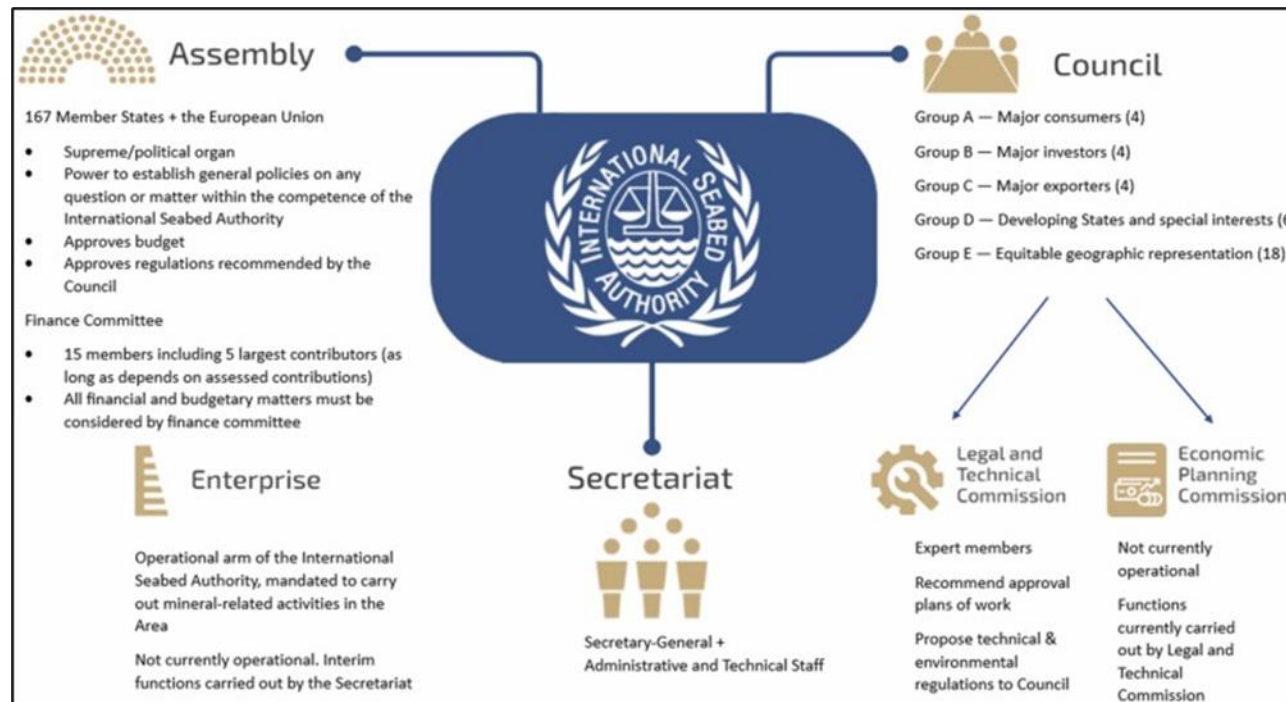 Assembly
167 Member States + the European Union
• Supreme/political organ
• Power to establish general policies on any
question or matter within the competence of the
International Seabed Authority
• Approves budget
• Approves regulations recommended by the
Council
Finance Committee
• 15 members including 5 largest contributors (as
long as depends on assessed contributions)
• All financial and budgetary matters must be
considered by finance committee
Enterprise
Operational arm of the International
Seabed Authority, mandated to carry
out mineral-related activities in the
Area
Not currently operational. Interim
functions carried out by the Secretariat
INTERNATIONAL SEABED
AUTHORITY
Secretariat
Secretary-General +
Administrative and Technical Staff
Council
Group A — Major consumers (4)
Group B — Major investors (4)
Group C — Major exporters (4)
Group D — Developing States and special interests (6
Group E — Equitable geographic representation (18)
Legal and
Technical
Commission
Expert members
Recommend approval
plans of work
Propose technical &
environmental
regulations to Council
Economic
Planning
Commission
Not currently
operational
Functions
currently carried
out by Legal and
Technical
Commission